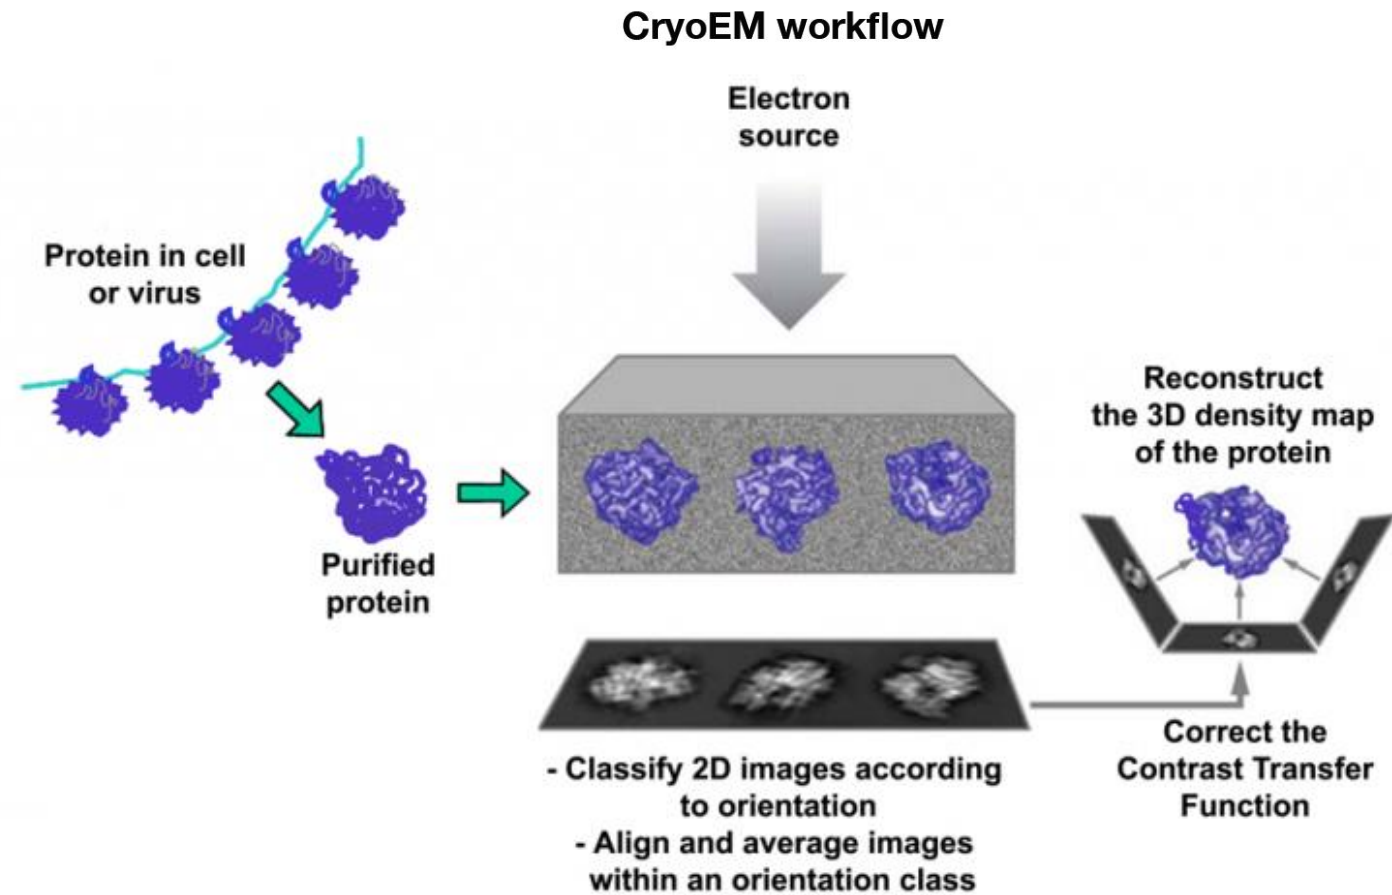 CryoEM workflow
Electron
source
Protein in cell
or virus
Purified
protein
- Classify 2D images according
to orientation
- Align and average images
within an orientation class
Correct the
Contrast Transfer
Function
Reconstruct
the 3D density map
of the protein